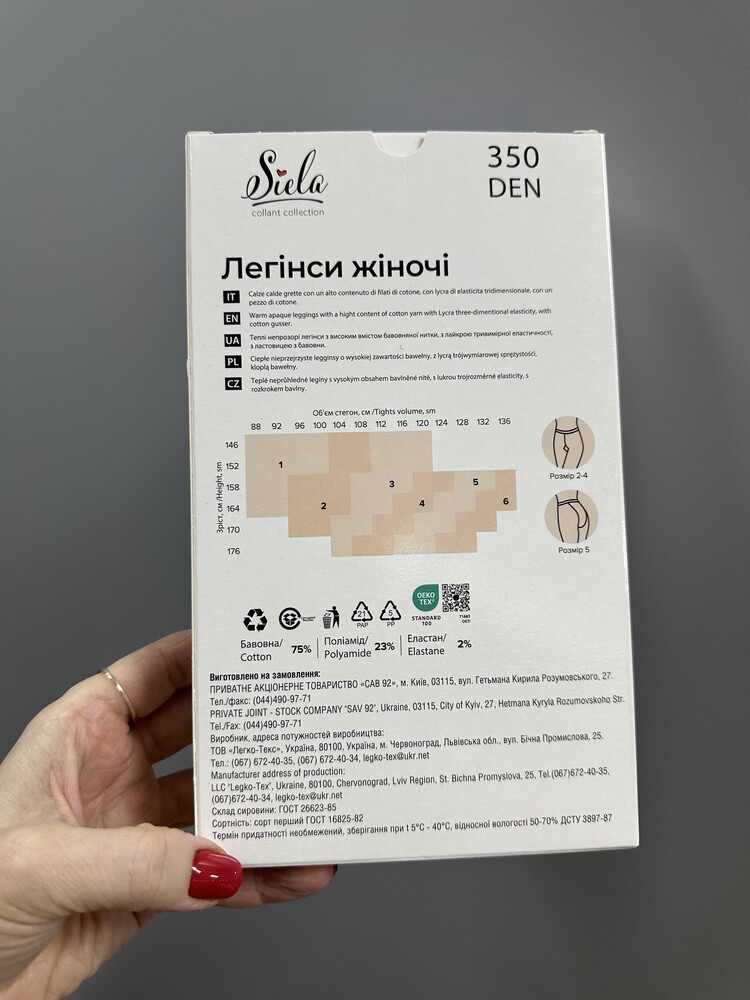 Siela
collant collection
350
DEN
Легінси жіночі
IT Calze calde grette con un alto contenuto di filati di cotone, con lycra di elasticita tridimensionale, con un
pezzo di cotone.
EN Warm apaque leggings with a hight content of cotton yarn with Lycra three-dimentional elasticity, with
cotton gusser.
UA Теплі непрозорі легінси з високим вмістом бавовняної нитки, з лайкрою тривимірної еластичності,
з ластовицею з бавовни.
PL Ciepłe nieprzejrzyste legginsy o wysokiej zawartości bawełny, z lycrą trójwymiarowej sprężystości,
kloplą bawełny.
CZ Teplé neprůhledné leginy s vysokým obsahem bavlněné nitě, s lukrou trojrozměrné elasticity, s
rozkrokem bavlny.
Об'єм стегон, см /Tights volume, sm
88 92 96 100 104 108 112 116 120 124 128 132 136
Зріст, см /Height, sm
146
152
158
164
170
176
1
2
3
4
5
6
Розмір 2-4
Розмір 5
OEKO
TEX®
STANDARD
100
71883
DETI
21
PAP
5
PP
Бавовна/
Cotton 75%
Поліамід/
Polyamide 23%
Еластан/
Elastane 2%
Виготовлено на замовлення:
ПРИВАТНЕ АКЦІОНЕРНЕ ТОВАРИСТВО «САВ 92», м. Київ, 03115, вул. Гетьмана Кирила Розумовського, 27.
Тел./факс: (044)490-97-71
PRIVATE JOINT - STOCK COMPANY "SAV 92", Ukraine, 03115, City of Kyiv, 27, Hetmana Kyryla Rozumovskoho Str.
Tel./Fax: (044)490-97-71
Виробник, адреса потужностей виробництва:
ТОВ «Легко-Текс», Україна, 80100, Україна, м. Червоноград, Львівська обл., вул. Бічна Промислова, 25.
Тел.: (067) 672-40-35, (067) 672-40-34, legko-tex@ukr.net
Manufacturer address of production:
LLC "Legko-Tex", Ukraine, 80100, Chervonograd, Lviv Region, St. Bichna Promyslova, 25, Tel.(067)672-40-35,
(067)672-40-34, legko-tex@ukr.net
Склад сировини: ГОСТ 26623-85
Сортність: сорт перший ГОСТ 16825-82
Термін придатності необмежений, зберігання при t 5°C - 40°C, відносної вологості 50-70% ДСТУ 3897-87